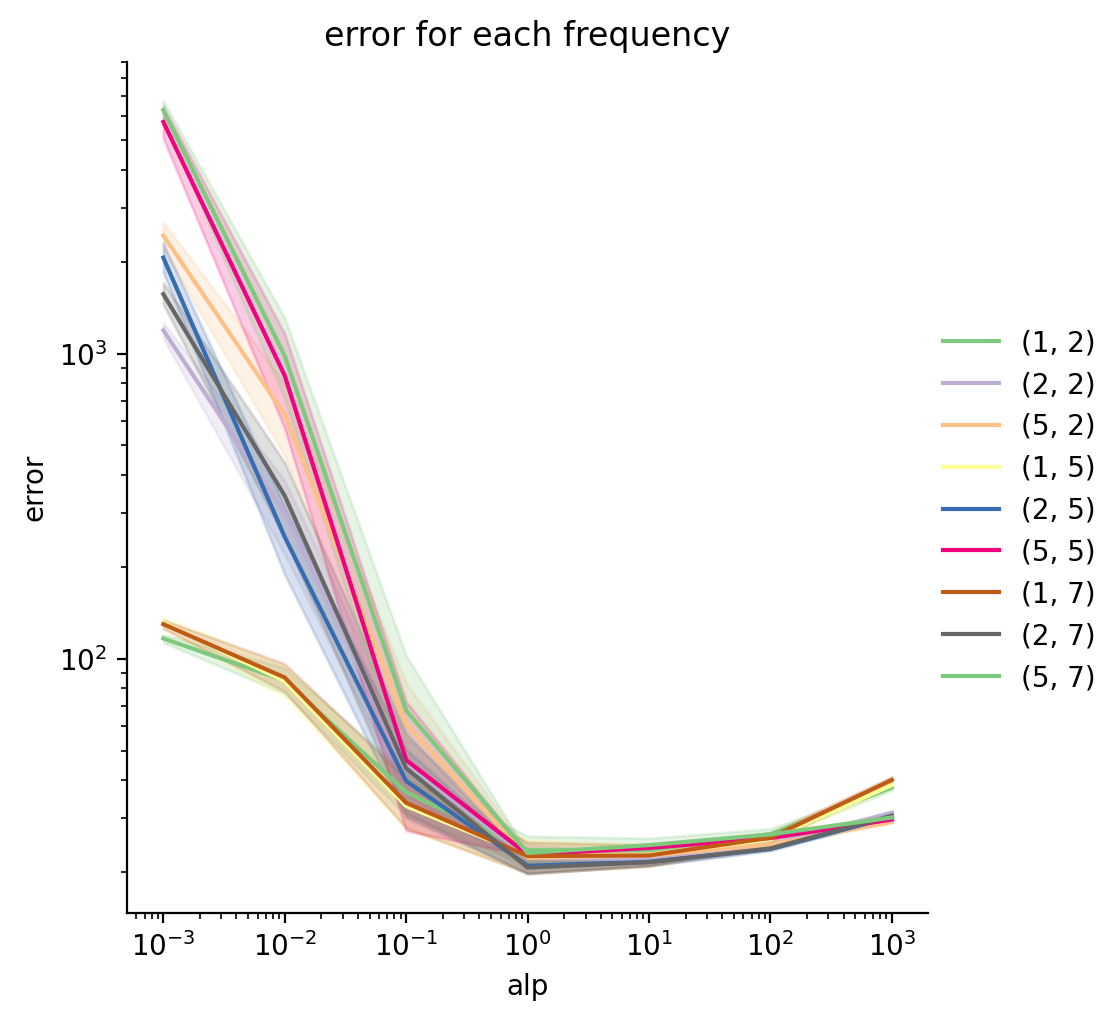 error for each frequency
10³
10²
error
10⁻³ 10⁻² 10⁻¹ 10⁰ 10¹ 10² 10³
alp
(1, 2)
(2, 2)
(5, 2)
(1, 5)
(2, 5)
(5, 5)
(1, 7)
(2, 7)
(5, 7)